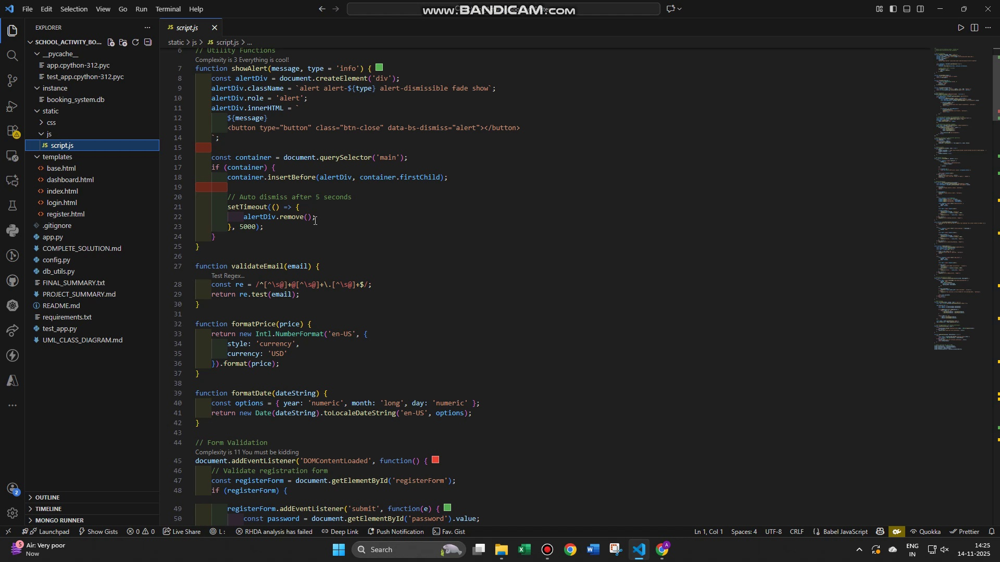 File Edit Selection View Go Run Terminal Help
www.BANDICAM.com
EXPLORER
SCHOOL_ACTIVITY_BO...
__pycache__
app.cpython-312.pyc
test_app.cpython-312.pyc
instance
booking_system.db
static
css
js
JS script.js
templates
base.html
dashboard.html
index.html
login.html
register.html
.gitignore
app.py
COMPLETE_SOLUTION.md
config.py
db_utils.py
FINAL_SUMMARY.txt
PROJECT_SUMMARY.md
README.md
requirements.txt
test_app.py
UML_CLASS_DIAGRAM.md
OUTLINE
TIMELINE
MONGO RUNNER
JS script.js
static > js > JS script.js > ...
6 // Utility Functions
Complexity is 3 Everything is cool!
7 function showAlert(message, type = 'info') {
8 const alertDiv = document.createElement('div');
9 alertDiv.className = `alert alert-${type} alert-dismissible fade show`;
10 alertDiv.role = 'alert';
11 alertDiv.innerHTML = `
12 ${message}
13 <button type="button" class="btn-close" data-bs-dismiss="alert"></button>
14 `;
15
16 const container = document.querySelector('main');
17 if (container) {
18 container.insertBefore(alertDiv, container.firstChild);
19
20 // Auto dismiss after 5 seconds
21 setTimeout(() => {
22 alertDiv.remove();
23 }, 5000);
24 }
25 }
26
27 function validateEmail(email) {
Test Regex...
28 const re = /^[^\s@]+@[^\s@]+\.[^\s@]+$/;
29 return re.test(email);
30 }
31
32 function formatPrice(price) {
33 return new Intl.NumberFormat('en-US', {
34 style: 'currency',
35 currency: 'USD'
36 }).format(price);
37 }
38
39 function formatDate(dateString) {
40 const options = { year: 'numeric', month: 'long', day: 'numeric' };
41 return new Date(dateString).toLocaleDateString('en-US', options);
42 }
43
44 // Form Validation
Complexity is 11 You must be kidding
45 document.addEventListener('DOMContentLoaded', function() {
46 // Validate registration form
47 const registerForm = document.getElementById('registerForm');
48 if (registerForm) {
49 registerForm.addEventListener('submit', function(e) {
50 const password = document.getElementById('password').value;
2
Launchpad Show Gists 0 0 Live Share L: RHDA analysis has failed Deep Link Push Notification Fav. Gist Ln 1, Col 1 Spaces: 4 UTF-8 CRLF Babel JavaScript Quokka Prettier
5 Air: Very poor
Now
Search
A
ENG
IN
14:25
14-11-2025